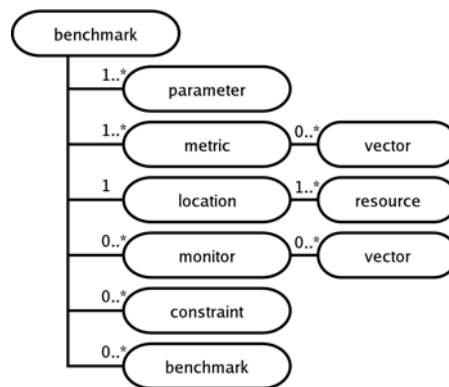 benchmark
1..*
parameter
1..*
metric
0..*
vector
1
location
1..*
resource
0..*
monitor
0..*
vector
0..*
constraint
0..*
benchmark